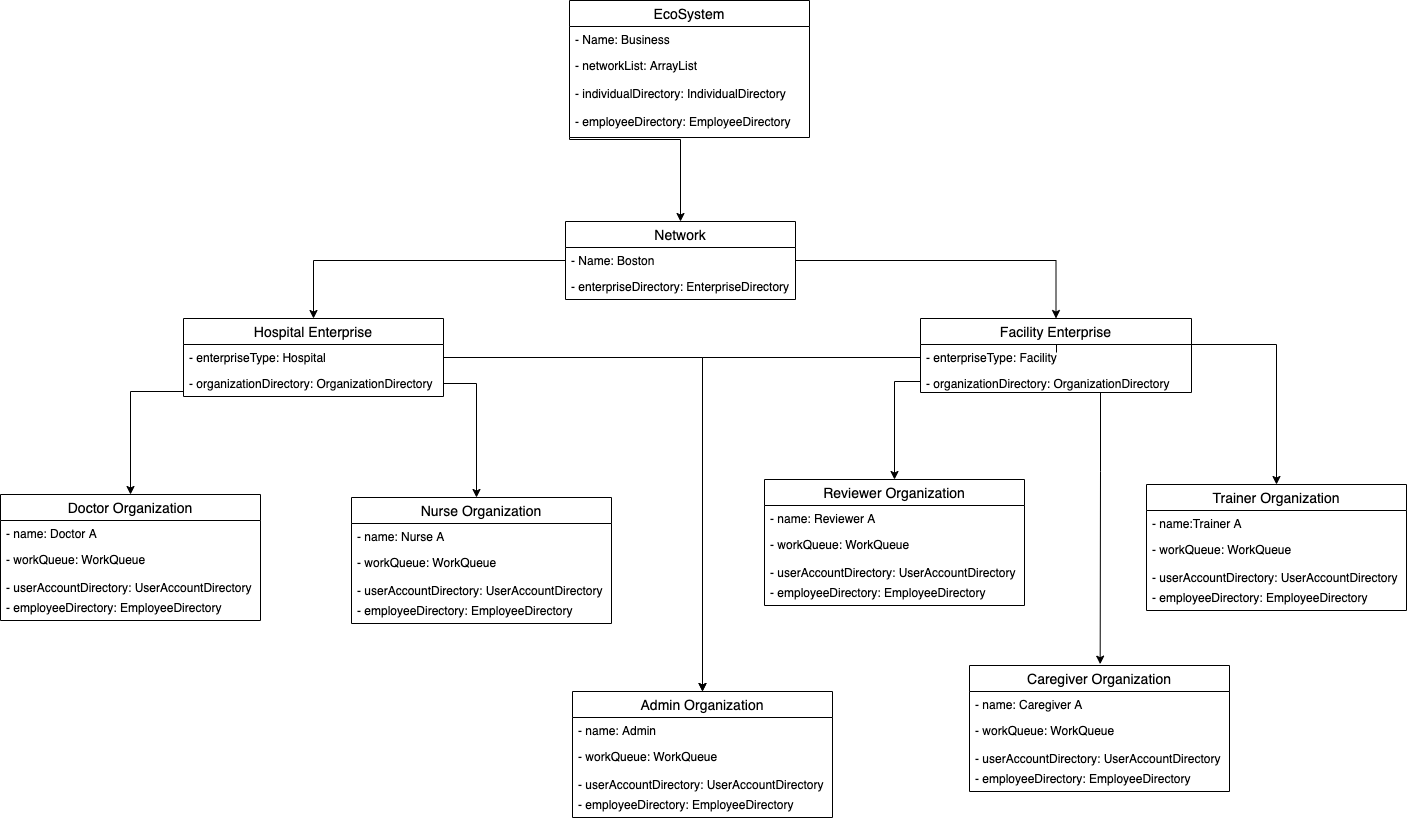 EcoSystem
- Name: Business
- networkList: ArrayList
- individualDirectory: IndividualDirectory
- employeeDirectory: EmployeeDirectory
Network
- Name: Boston
- enterpriseDirectory: EnterpriseDirectory
Hospital Enterprise
- enterpriseType: Hospital
- organizationDirectory: OrganizationDirectory
Facility Enterprise
- enterpriseType: Facility
- organizationDirectory: OrganizationDirectory
Doctor Organization
- name: Doctor A
- workQueue: WorkQueue
- userAccountDirectory: UserAccountDirectory
- employeeDirectory: EmployeeDirectory
Nurse Organization
- name: Nurse A
- workQueue: WorkQueue
- userAccountDirectory: UserAccountDirectory
- employeeDirectory: EmployeeDirectory
Reviewer Organization
- name: Reviewer A
- workQueue: WorkQueue
- userAccountDirectory: UserAccountDirectory
- employeeDirectory: EmployeeDirectory
Trainer Organization
- name:Trainer A
- workQueue: WorkQueue
- userAccountDirectory: UserAccountDirectory
- employeeDirectory: EmployeeDirectory
Admin Organization
- name: Admin
- workQueue: WorkQueue
- userAccountDirectory: UserAccountDirectory
- employeeDirectory: EmployeeDirectory
Caregiver Organization
- name: Caregiver A
- workQueue: WorkQueue
- userAccountDirectory: UserAccountDirectory
- employeeDirectory: EmployeeDirectory